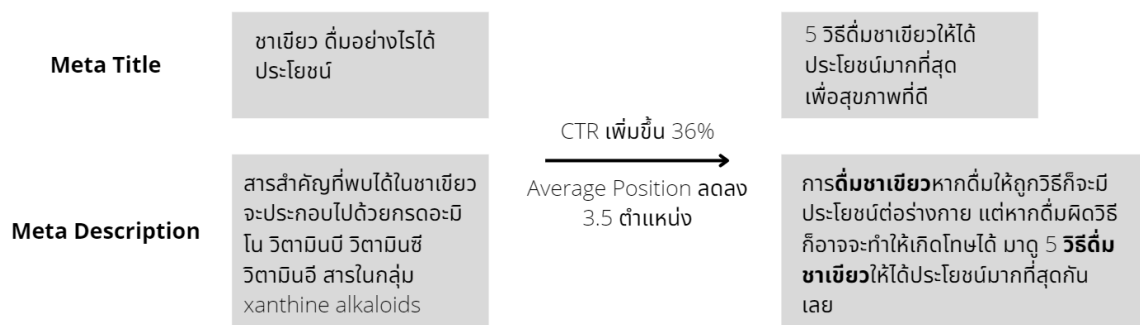 Meta Title
ชาเขียว ดื่มอย่างไรได้
ประโยชน์
5 วิธีดื่มชาเขียวให้ได้
ประโยชน์มากที่สุด
เพื่อสุขภาพที่ดี
CTR เพิ่มขึ้น 36%
Average Position ลดลง
3.5 ตำแหน่ง
Meta Description
สารสำคัญที่พบได้ในชาเขียว
จะประกอบไปด้วยกรดอะมิ
โน วิตามินบี วิตามินซี
วิตามินอี สารในกลุ่ม
xanthine alkaloids
การดื่มชาเขียวหากดื่มให้ถูกวิธีก็จะมี
ประโยชน์ต่อร่างกาย แต่หากดื่มผิดวิธี
ก็อาจจะทำให้เกิดโทษได้ มาดู 5 วิธีดื่ม
ชาเขียวให้ได้ประโยชน์มากที่สุดกัน
เลย